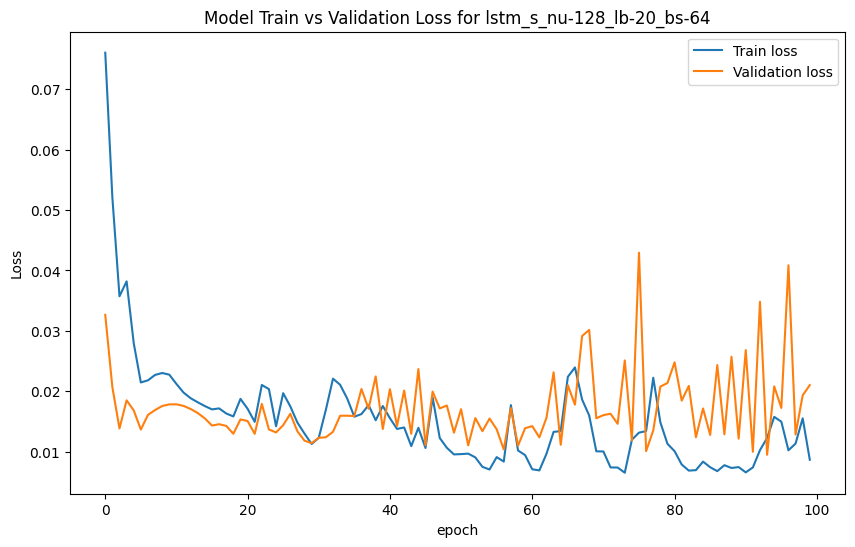 Model Train vs Validation Loss for lstm_s_nu-128_lb-20_bs-64
Train loss
Validation loss
0.07
0.06
0.05
0.04
0.03
0.02
0.01
Loss
0 20 40 60 80 100
epoch